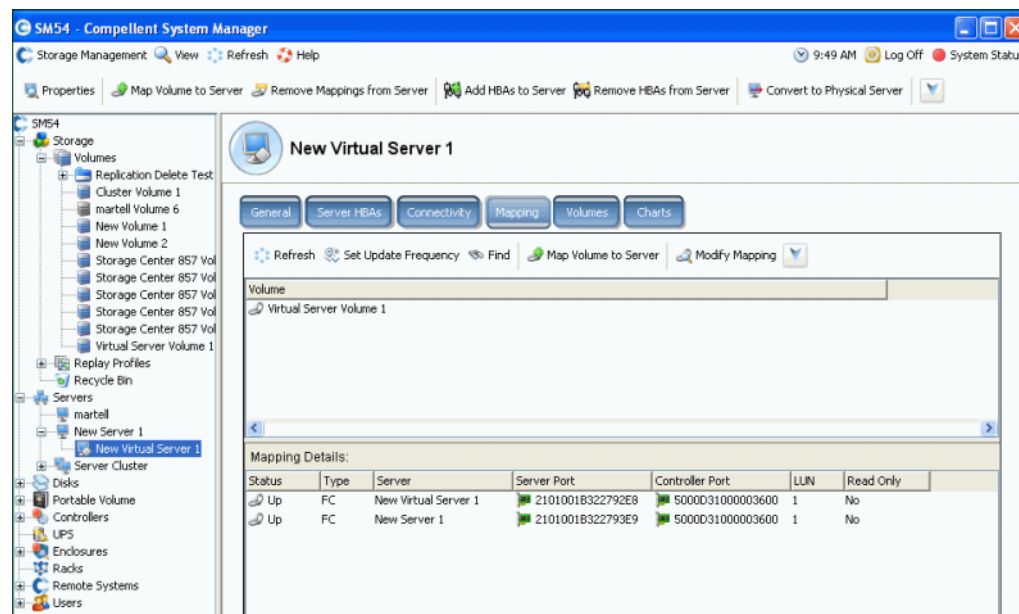 SM54 - Compellent System Manager
Storage Management View Refresh Help 9:49 AM Log Off System Statu
Properties Map Volume to Server Remove Mappings from Server Add HBAs to Server Remove HBAs from Server Convert to Physical Server
SM54
Storage
Volumes
Replication Delete Test
Cluster Volume 1
martell Volume 6
New Volume 1
New Volume 2
Storage Center 857 Vol
Storage Center 857 Vol
Storage Center 857 Vol
Storage Center 857 Vol
Storage Center 857 Vol
Virtual Server Volume 1
Replay Profiles
Recycle Bin
Servers
martell
New Server 1
New Virtual Server 1
Server Cluster
Disks
Portable Volume
Controllers
UPS
Enclosures
Racks
Remote Systems
Users
New Virtual Server 1
General Server HBAs Connectivity Mapping Volumes Charts
Refresh Set Update Frequency Find Map Volume to Server Modify Mapping
Volume
Virtual Server Volume 1
Mapping Details:
Status Type Server Server Port Controller Port LUN Read Only
Up FC New Virtual Server 1 2101001B322792E8 5000D31000003600 1 No
Up FC New Server 1 2101001B322793E9 5000D31000003600 1 No